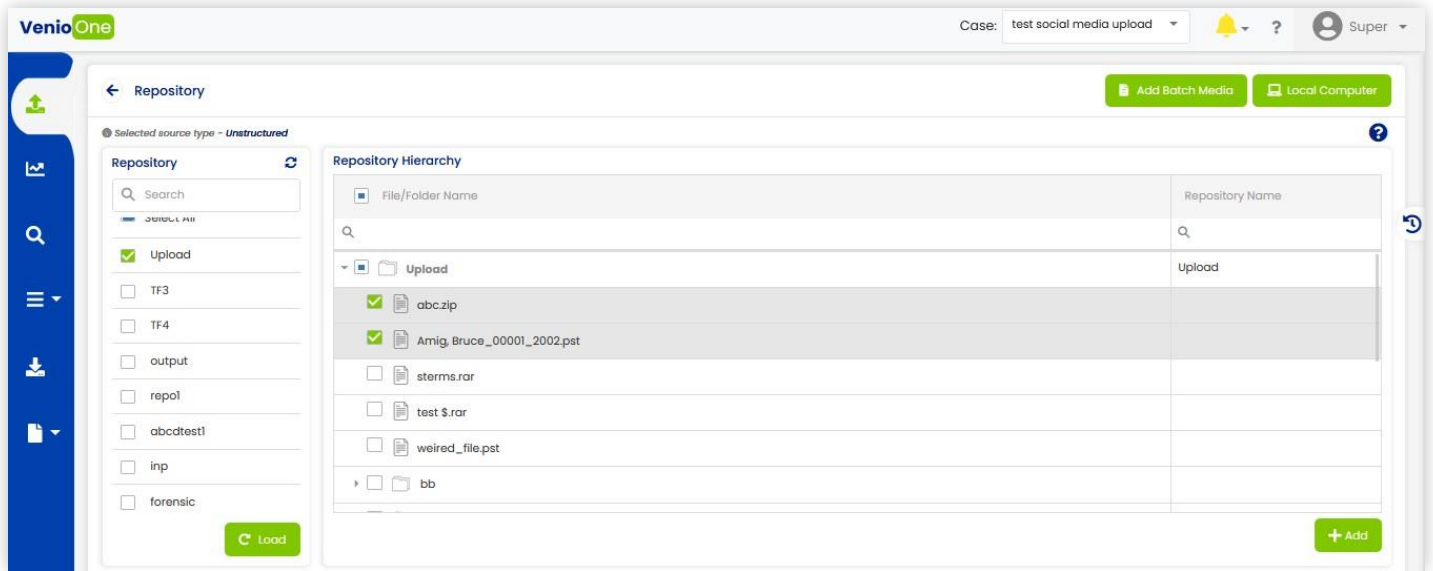 VenioOne
Case: test social media upload
?
Super
Repository
Add Batch Media
Local Computer
Selected source type - Unstructured
?
Repository
Search
Select All
Upload
TF3
TF4
output
repo1
abcdtest1
inp
forensic
Load
Repository Hierarchy
File/Folder Name Repository Name
Upload Upload
abc.zip
Amig, Bruce_00001_2002.pst
sterms.rar
test $.rar
weired_file.pst
bb
+ Add